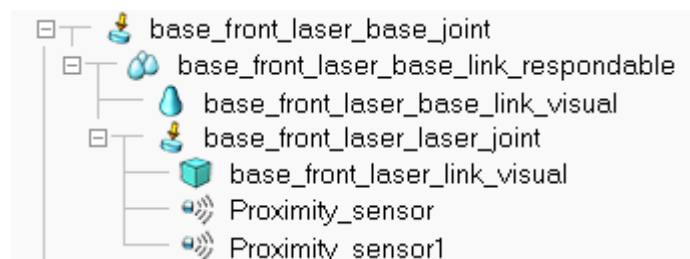 base_front_laser_base_joint
base_front_laser_base_link_respondable
base_front_laser_base_link_visual
base_front_laser_laser_joint
base_front_laser_link_visual
Proximity_sensor
Proximity_sensor1